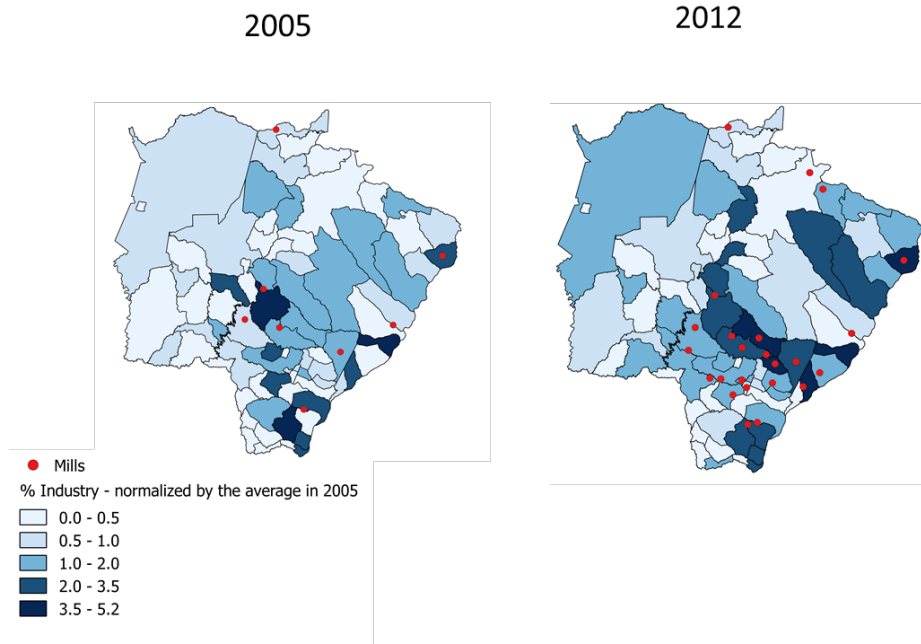 2005
2012
Mills
% Industry - normalized by the average in 2005
0.0 - 0.5
0.5 - 1.0
1.0 - 2.0
2.0 - 3.5
3.5 - 5.2